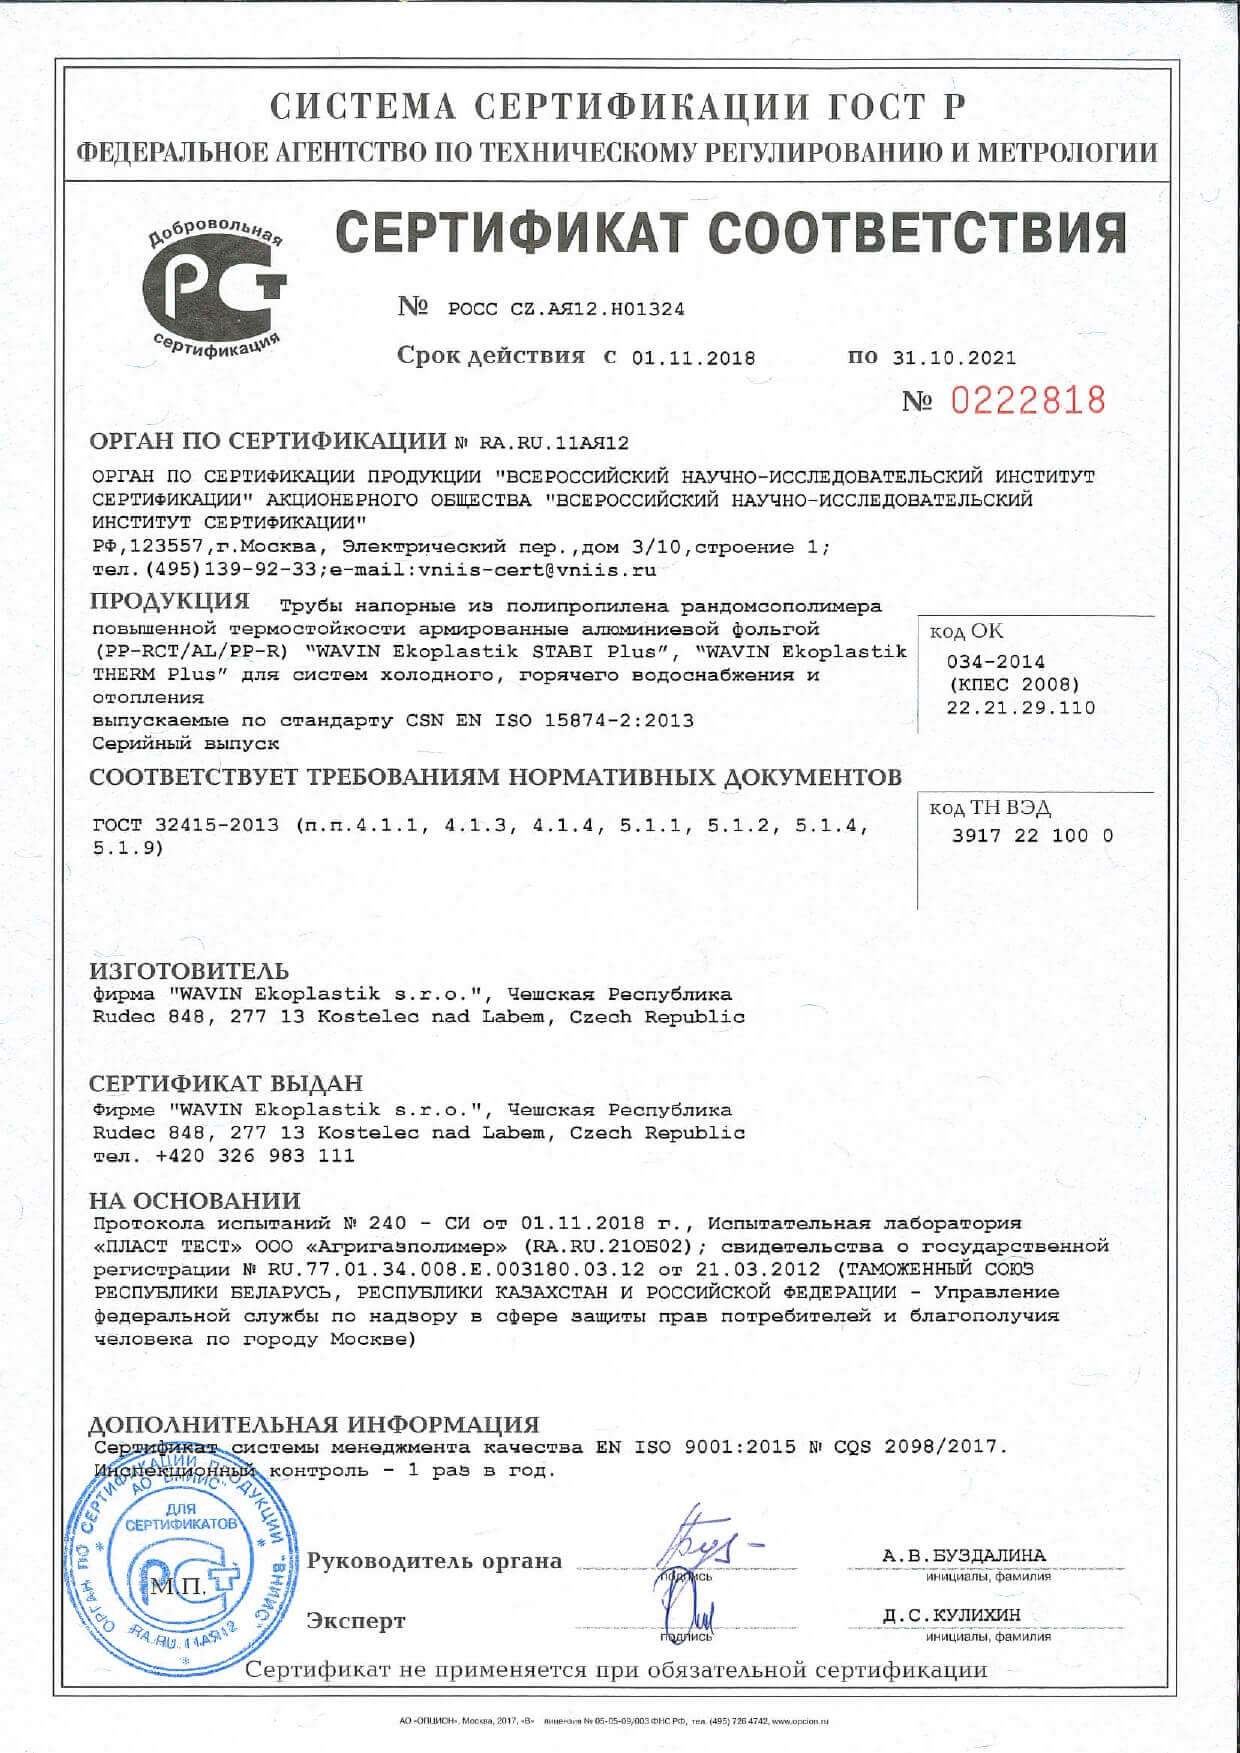 СИСТЕМА СЕРТИФИКАЦИИ ГОСТ Р
ФЕДЕРАЛЬНОЕ АГЕНТСТВО ПО ТЕХНИЧЕСКОМУ РЕГУЛИРОВАНИЮ И МЕТРОЛОГИИ
Добровольная
сертификация
СЕРТИФИКАТ СООТВЕТСТВИЯ
№ РОСС CZ.АЯ12.Н01324
Срок действия с 01.11.2018 по 31.10.2021
№ 0222818
ОРГАН ПО СЕРТИФИКАЦИИ № RA.RU.11АЯ12
ОРГАН ПО СЕРТИФИКАЦИИ ПРОДУКЦИИ "ВСЕРОССИЙСКИЙ НАУЧНО-ИССЛЕДОВАТЕЛЬСКИЙ ИНСТИТУТ
СЕРТИФИКАЦИИ" АКЦИОНЕРНОГО ОБЩЕСТВА "ВСЕРОССИЙСКИЙ НАУЧНО-ИССЛЕДОВАТЕЛЬСКИЙ
ИНСТИТУТ СЕРТИФИКАЦИИ"
РФ,123557,г.Москва, Электрический пер.,дом 3/10,строение 1;
тел.(495)139-92-33;e-mail:vniis-cert@vniis.ru
ПРОДУКЦИЯ Трубы напорные из полипропилена рандомсополимера
повышенной термостойкости армированные алюминиевой фольгой
(PP-RCT/AL/PP-R) “WAVIN Ekoplastik STABI Plus”, “WAVIN Ekoplastik
THERM Plus” для систем холодного, горячего водоснабжения и
отопления
выпускаемые по стандарту CSN EN ISO 15874-2:2013
Серийный выпуск
код ОК
034-2014
(КПЕС 2008)
22.21.29.110
СООТВЕТСТВУЕТ ТРЕБОВАНИЯМ НОРМАТИВНЫХ ДОКУМЕНТОВ
ГОСТ 32415-2013 (п.п.4.1.1, 4.1.3, 4.1.4, 5.1.1, 5.1.2, 5.1.4,
5.1.9)
код ТН ВЭД
3917 22 100 0
ИЗГОТОВИТЕЛЬ
фирма "WAVIN Ekoplastik s.r.o.", Чешская Республика
Rudec 848, 277 13 Kostelec nad Labem, Czech Republic
СЕРТИФИКАТ ВЫДАН
Фирме "WAVIN Ekoplastik s.r.o.", Чешская Республика
Rudec 848, 277 13 Kostelec nad Labem, Czech Republic
тел. +420 326 983 111
НА ОСНОВАНИИ
Протокола испытаний № 240 - СИ от 01.11.2018 г., Испытательная лаборатория
«ПЛАСТ ТЕСТ» ООО «Агригазполимер» (RA.RU.21ОБ02); свидетельства о государственной
регистрации № RU.77.01.34.008.Е.003180.03.12 от 21.03.2012 (ТАМОЖЕННЫЙ СОЮЗ
РЕСПУБЛИКИ БЕЛАРУСЬ, РЕСПУБЛИКИ КАЗАХСТАН И РОССИЙСКОЙ ФЕДЕРАЦИИ - Управление
федеральной службы по надзору в сфере защиты прав потребителей и благополучия
человека по городу Москве)
ДОПОЛНИТЕЛЬНАЯ ИНФОРМАЦИЯ
Сертификат системы менеджмента качества EN ISO 9001:2015 № CQS 2098/2017.
Инспекционный контроль - 1 раз в год.
ОРГАН ПО СЕРТИФИКАЦИИ ПРОДУКЦИИ "ВНИИС"
АО "ВНИИС"
ДЛЯ
СЕРТИФИКАТОВ
М.П.
RA.RU.11АЯ12
Руководитель органа
подпись
А.В.БУЗДАЛИНА
инициалы, фамилия
Эксперт
подпись
Д.С.КУЛИХИН
инициалы, фамилия
Сертификат не применяется при обязательной сертификации
АО «ОПЦИОН», Москва, 2017, «В» лицензия № 05-05-09/003 ФНС РФ, тел. (495) 726 4742, www.opcion.ru